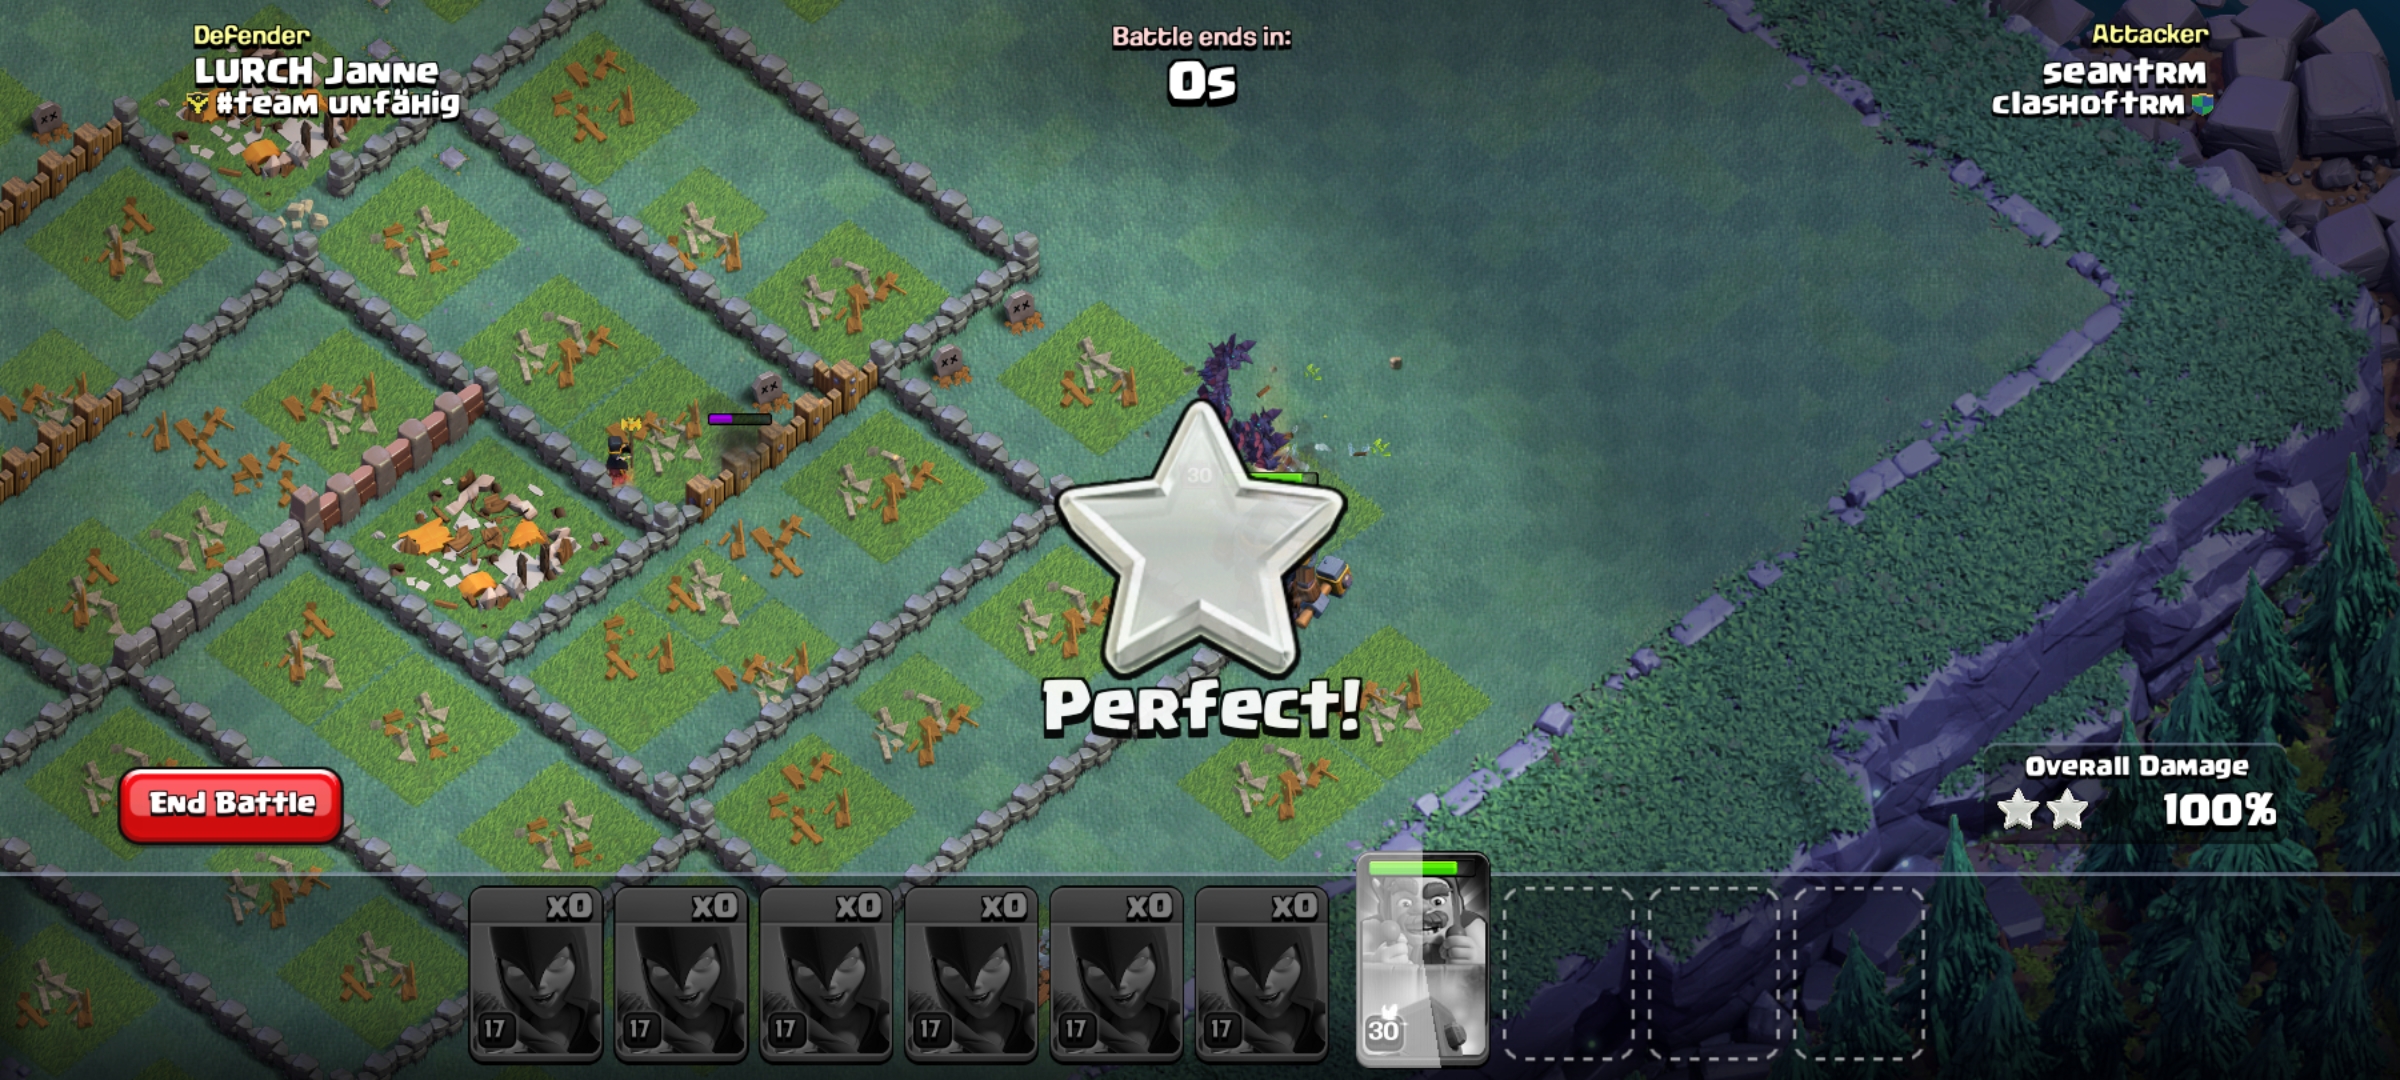 Defender
LURCH Janne
#team unfähig
Battle ends in:
0s
Attacker
seantRM
clashoftRM
30
Perfect!
End Battle
Overall Damage
100%
x0
x0
x0
x0
x0
x0
17
17
17
17
17
17
30